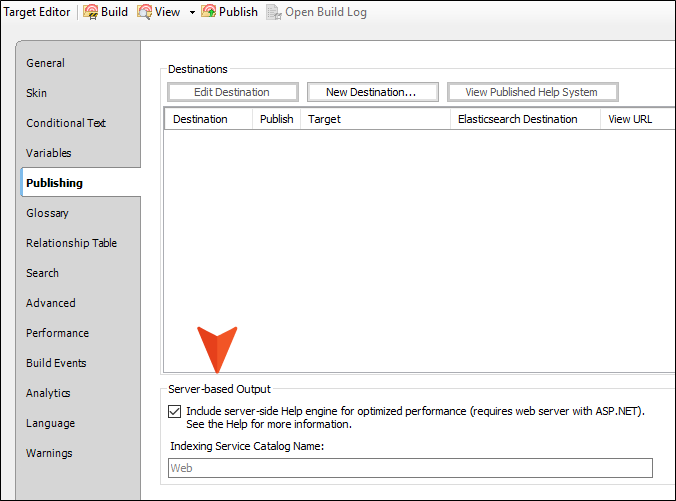 Target Editor Build View Publish Open Build Log
General
Skin
Conditional Text
Variables
Publishing
Glossary
Relationship Table
Search
Advanced
Performance
Build Events
Analytics
Language
Warnings
Destinations
Edit Destination New Destination... View Published Help System
Destination Publish Target Elasticsearch Destination View URL
Server-based Output
Include server-side Help engine for optimized performance (requires web server with ASP.NET).
See the Help for more information.
Indexing Service Catalog Name:
Web